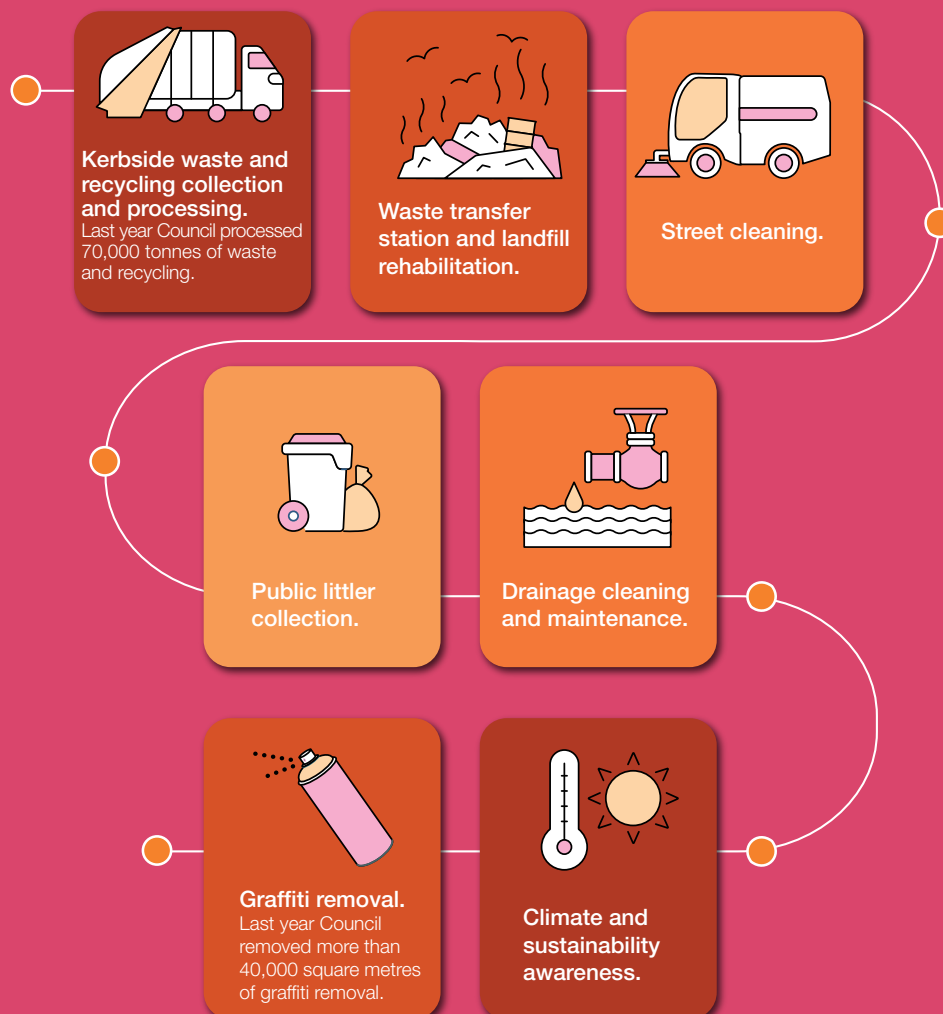 Kerbside waste and
recycling collection
and processing.
Last year Council processed
70,000 tonnes of waste
and recycling.
Waste transfer
station and landfill
rehabilitation.
Street cleaning.
Public littler
collection.
Drainage cleaning
and maintenance.
Graffiti removal.
Last year Council
removed more than
40,000 square metres
of graffiti removal.
Climate and
sustainability
awareness.